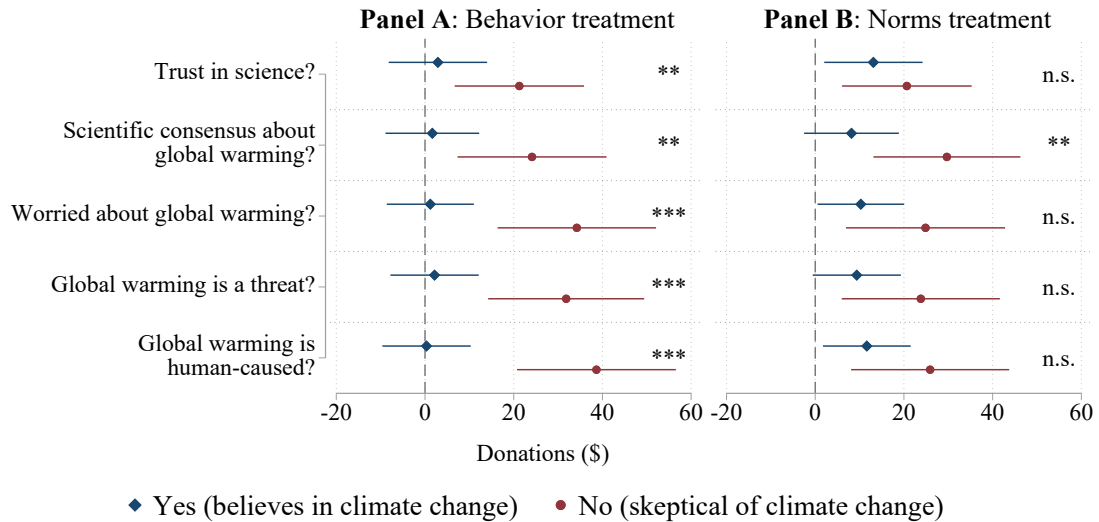 Panel A: Behavior treatment
Panel B: Norms treatment
Trust in science?
**
n.s.
Scientific consensus about
global warming?
**
**
Worried about global warming?
***
n.s.
Global warming is a threat?
***
n.s.
Global warming is
human-caused?
***
n.s.
-20 0 20 40 60
-20 0 20 40 60
Donations ($)
Yes (believes in climate change)
No (skeptical of climate change)